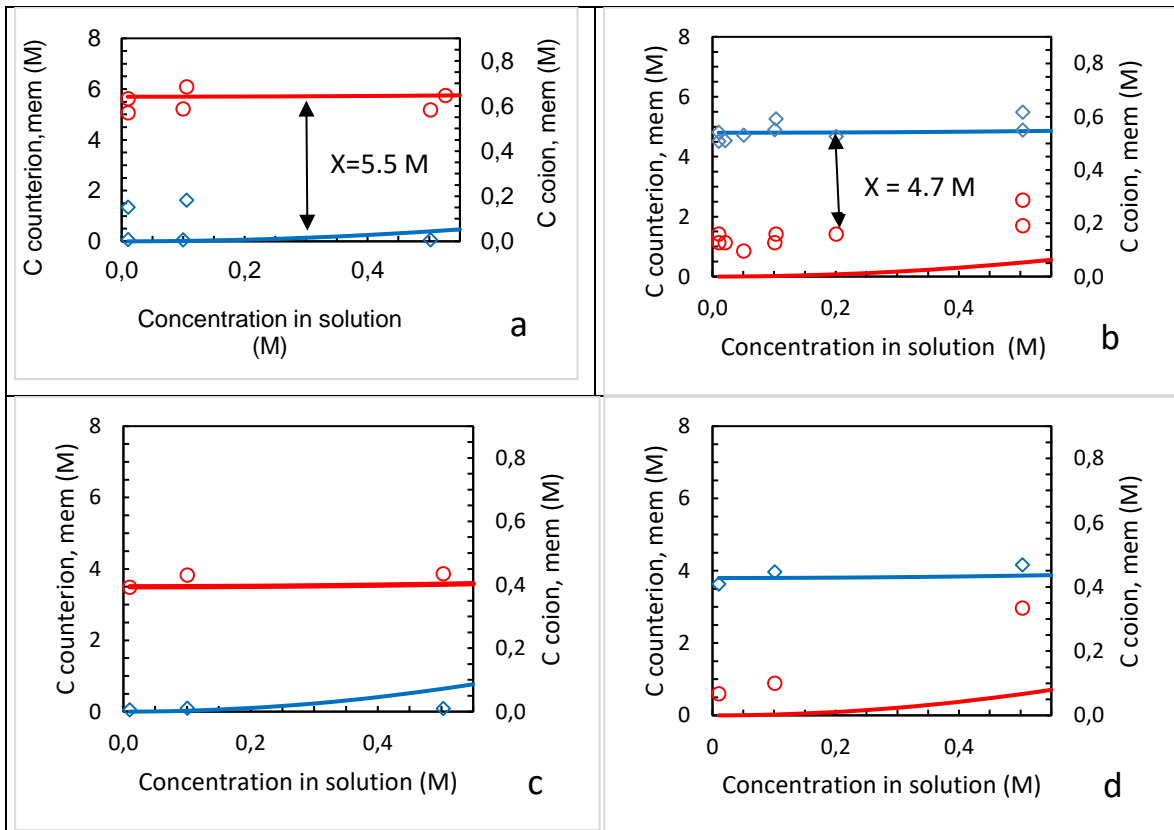 C counterion,mem (M)
8
6
4
2
0
0,0
0,2
0,4
0,8
0,6
0,4
0,2
0,0
C coion, mem (M)
X=5.5 M
Concentration in solution
(M)
a
C counterion, mem (M)
8
6
4
2
0
0,0
0,2
0,4
0,8
0,6
0,4
0,2
0,0
C coion, mem (M)
X = 4.7 M
Concentration in solution (M)
b
C counterion, mem (M)
8
6
4
2
0
0,0
0,2
0,4
0,8
0,6
0,4
0,2
0,0
C coion, mem (M)
Concentration in solution (M)
c
C counterion, mem (M)
8
6
4
2
0
0
0,2
0,4
0,8
0,6
0,4
0,2
0,0
C coion, mem (M)
Concentration in solution (M)
d